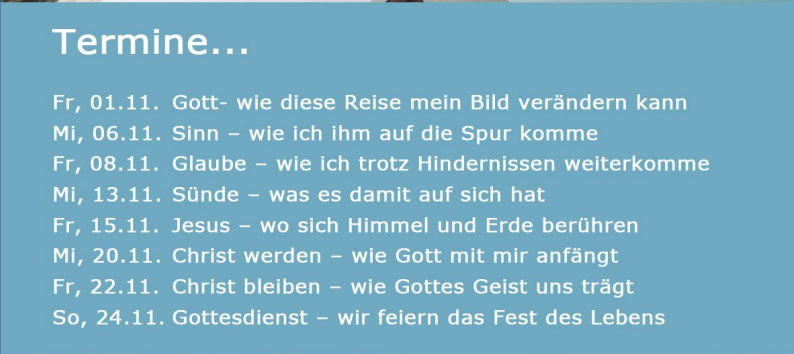 Termine...
Fr, 01.11. Gott- wie diese Reise mein Bild verändern kann
Mi, 06.11. Sinn – wie ich ihm auf die Spur komme
Fr, 08.11. Glaube – wie ich trotz Hindernissen weiterkomme
Mi, 13.11. Sünde – was es damit auf sich hat
Fr, 15.11. Jesus – wo sich Himmel und Erde berühren
Mi, 20.11. Christ werden – wie Gott mit mir anfängt
Fr, 22.11. Christ bleiben – wie Gottes Geist uns trägt
So, 24.11. Gottesdienst – wir feiern das Fest des Lebens